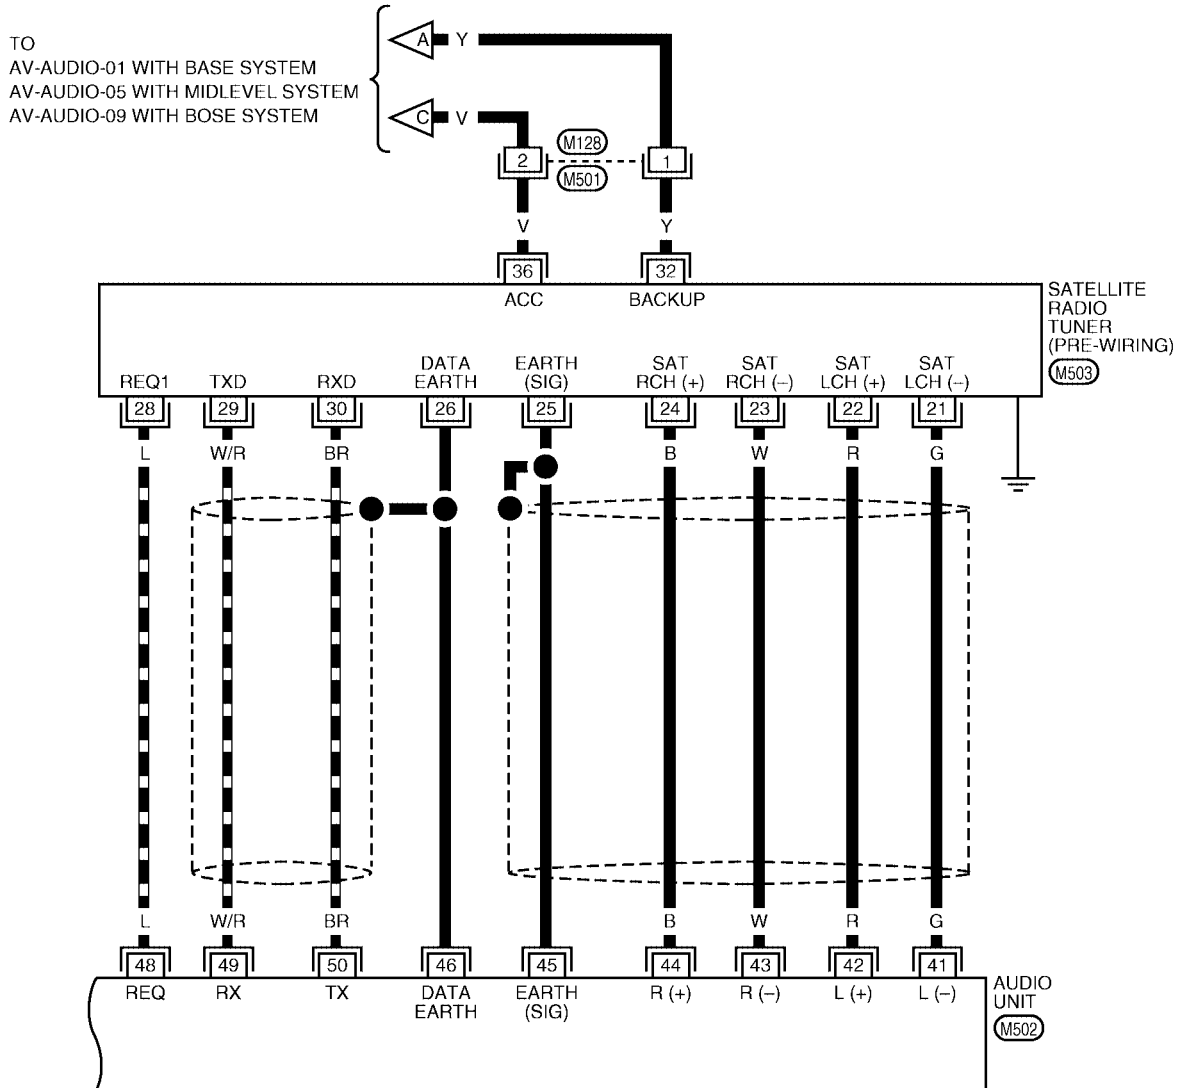 A Y
TO
AV-AUDIO-01 WITH BASE SYSTEM
AV-AUDIO-05 WITH MIDLEVEL SYSTEM
AV-AUDIO-09 WITH BOSE SYSTEM
C V
M128
2 1
M501
V Y
36 32
ACC BACKUP
SATELLITE
RADIO
TUNER
(PRE-WIRING)
M503
DATA EARTH SAT SAT SAT SAT
REQ1 TXD RXD EARTH (SIG) RCH (+) RCH (–) LCH (+) LCH (–)
28 29 30 26 25 24 23 22 21
L W/R BR B W R G
L W/R BR B W R G
48 49 50 46 45 44 43 42 41
REQ RX TX DATA EARTH R (+) R (–) L (+) L (–)
EARTH (SIG)
AUDIO
UNIT
M502